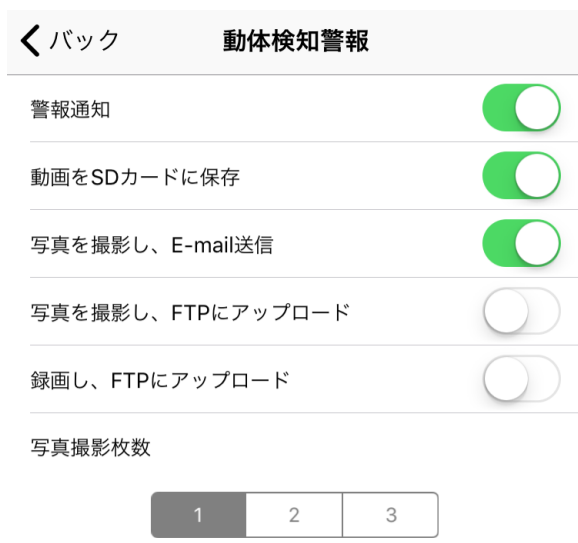 バック 動体検知警報
警報通知
動画をSDカードに保存
写真を撮影し、E-mail送信
写真を撮影し、FTPにアップロード
録画し、FTPにアップロード
写真撮影枚数
1 2 3